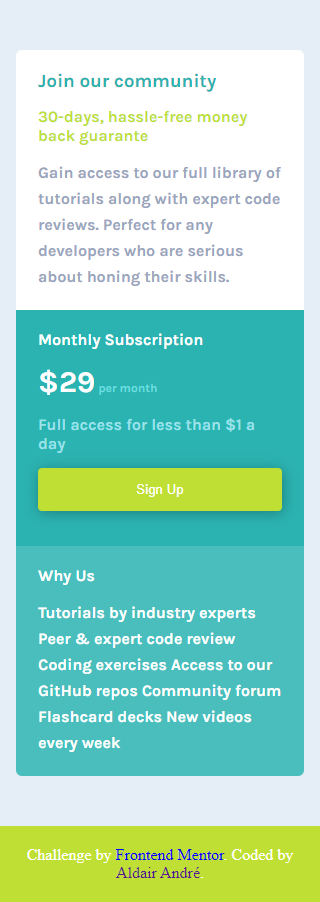 Join our community
30-days, hassle-free money
back guarante
Gain access to our full library of
tutorials along with expert code
reviews. Perfect for any
developers who are serious
about honing their skills.
Monthly Subscription
$29 per month
Full access for less than $1 a
day
Sign Up
Why Us
Tutorials by industry experts
Peer & expert code review
Coding exercises Access to our
GitHub repos Community forum
Flashcard decks New videos
every week
Challenge by Frontend Mentor. Coded by
Aldair André.